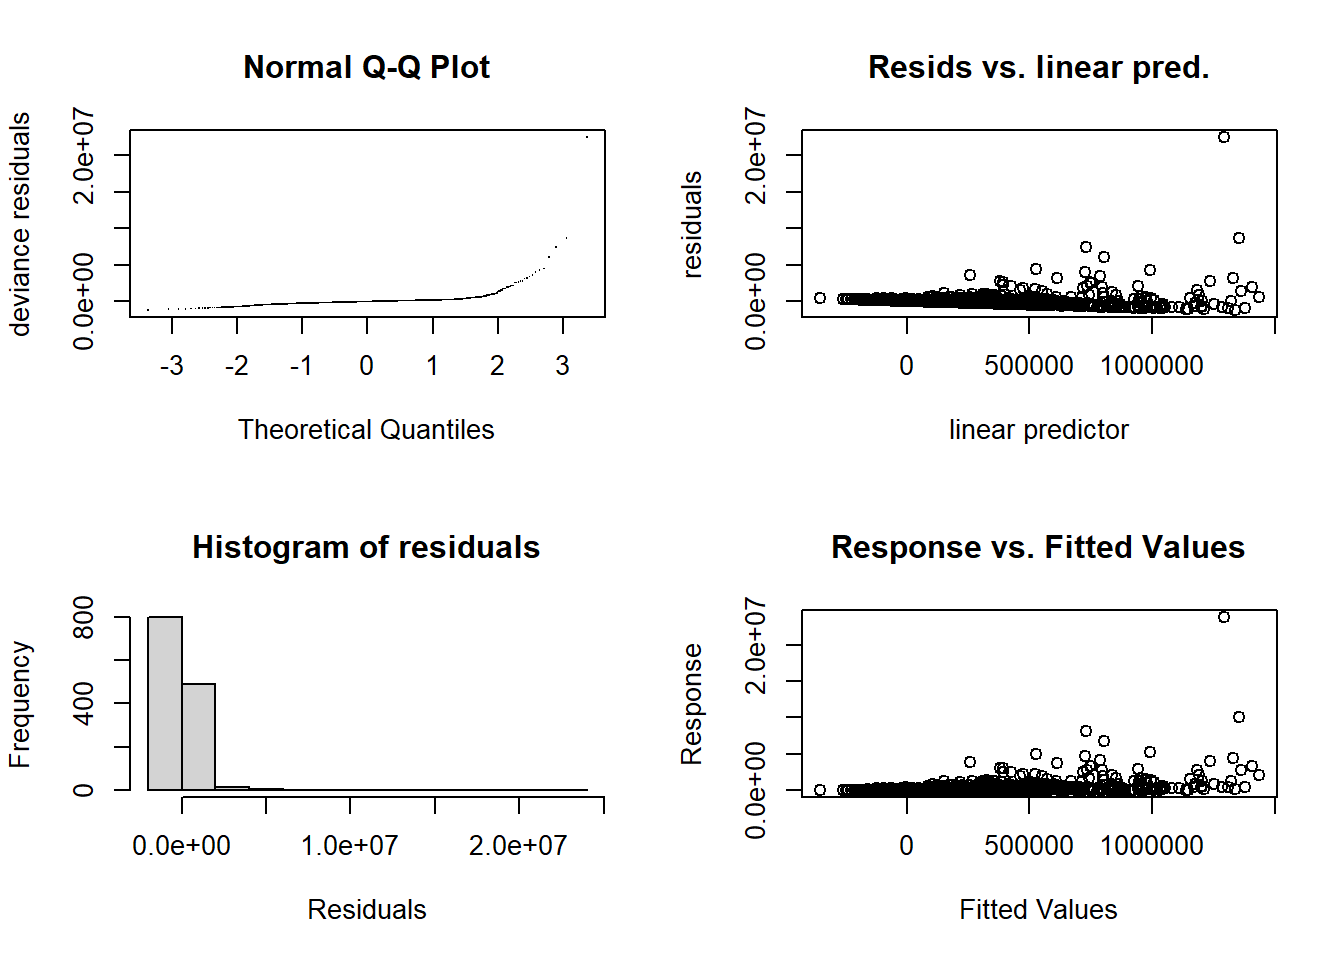 Normal Q-Q Plot
deviance residuals
0.0e+00 2.0e+07
-3 -2 -1 0 1 2 3
Theoretical Quantiles
Resids vs. linear pred.
residuals
0.0e+00 2.0e+07
0 500000 1000000
linear predictor
Histogram of residuals
Frequency
0 400 800
0.0e+00 1.0e+07 2.0e+07
Residuals
Response vs. Fitted Values
Response
0.0e+00 2.0e+07
0 500000 1000000
Fitted Values